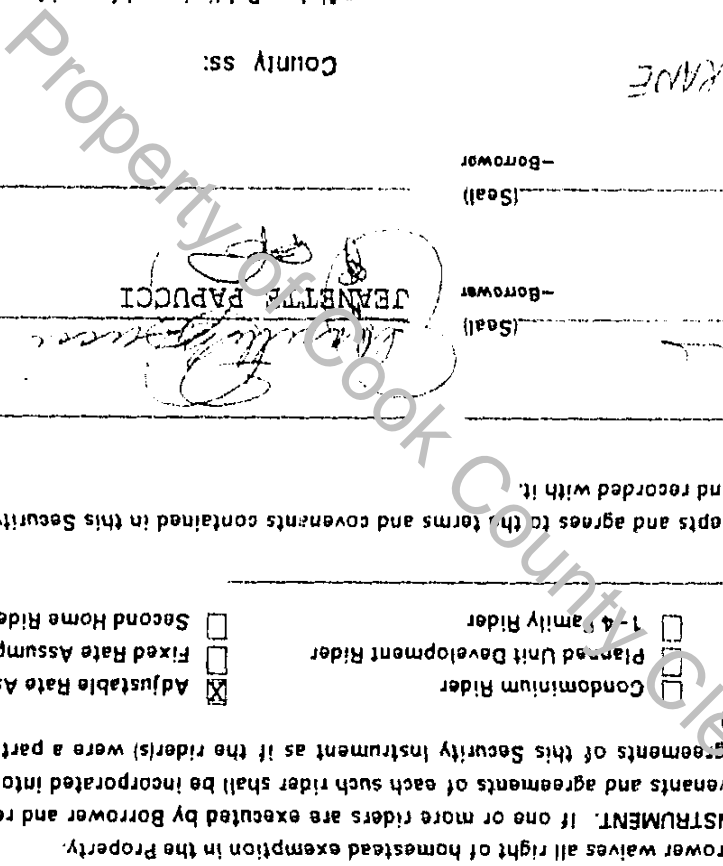 rower waives all right of homestead exemption in the Property.
NSTRUMENT. If one or more riders are executed by Borrower and re
venants and agreements of each such rider shall be incorporated into
greements of this Security Instrument as if the rider(s) were a part
Condominium Rider
Adjustable Rate As
Planned Unit Development Rider
Fixed Rate Assump
1-4 Family Rider
Second Home Ride
epts and agrees to the terms and covenants contained in this Security
nd recorded with it.
(Seal)
-Borrower
JEANETTE PAPUCCI
(Seal)
-Borrower
KANE
County ss:
Property of Cook County Cle